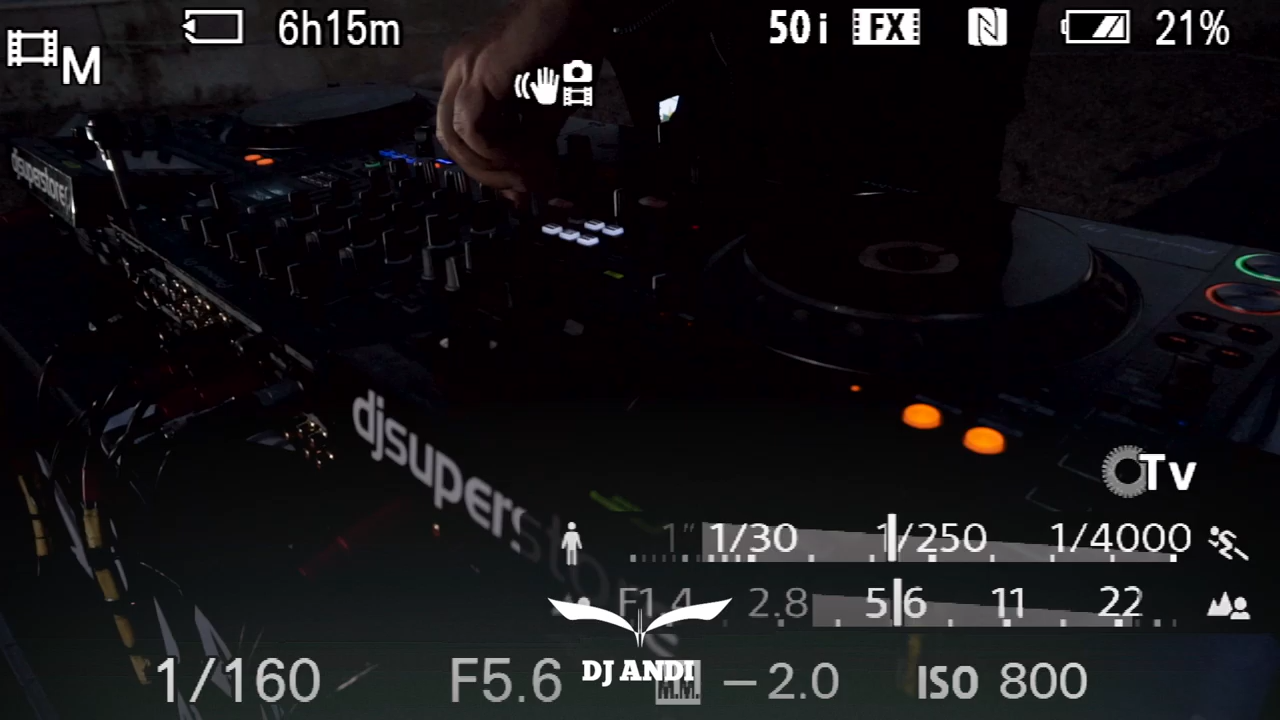 6h15m 50i FX N 21%
M
djsuperstore
djsuperstore
Tv
1" 1/30 1/250 1/4000
F1.4 2.8 5.6 11 22
DJ ANDI
1/160 F5.6 M.M. -2.0 ISO 800